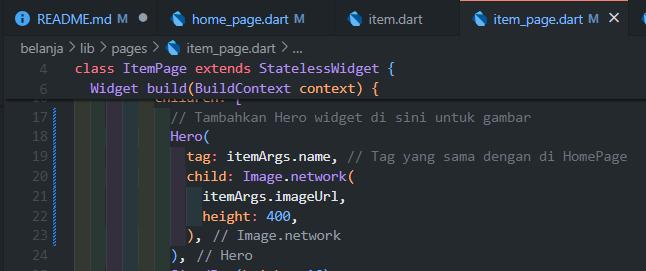 README.md M home_page.dart M item.dart item_page.dart M ×
belanja > lib > pages > item_page.dart > ...
4 class ItemPage extends StatelessWidget {
6 Widget build(BuildContext context) {
16 children: [
17 // Tambahkan Hero widget di sini untuk gambar
18 Hero(
19 tag: itemArgs.name, // Tag yang sama dengan di HomePage
20 child: Image.network(
21 itemArgs.imageUrl,
22 height: 400,
23 ), // Image.network
24 ), // Hero